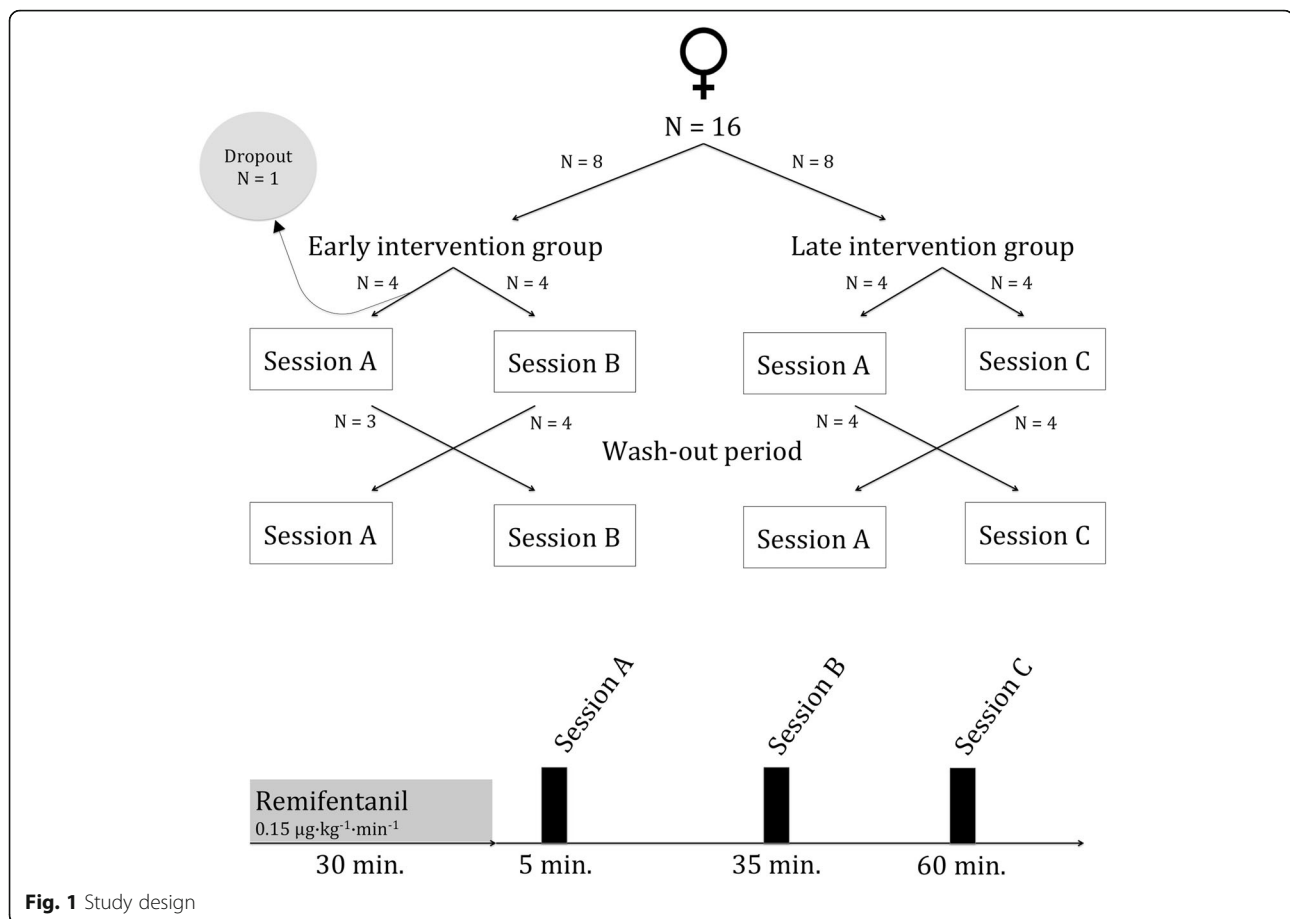 N = 16
N = 8 N = 8
Dropout
N = 1
Early intervention group Late intervention group
N = 4 N = 4 N = 4 N = 4
Session A Session B Session A Session C
N = 3 N = 4 N = 4 N = 4
Wash-out period
Session A Session B Session A Session C
Session A Session B Session C
Remifentanil
0.15 µg·kg⁻¹·min⁻¹
30 min. 5 min. 35 min. 60 min.
Fig. 1 Study design